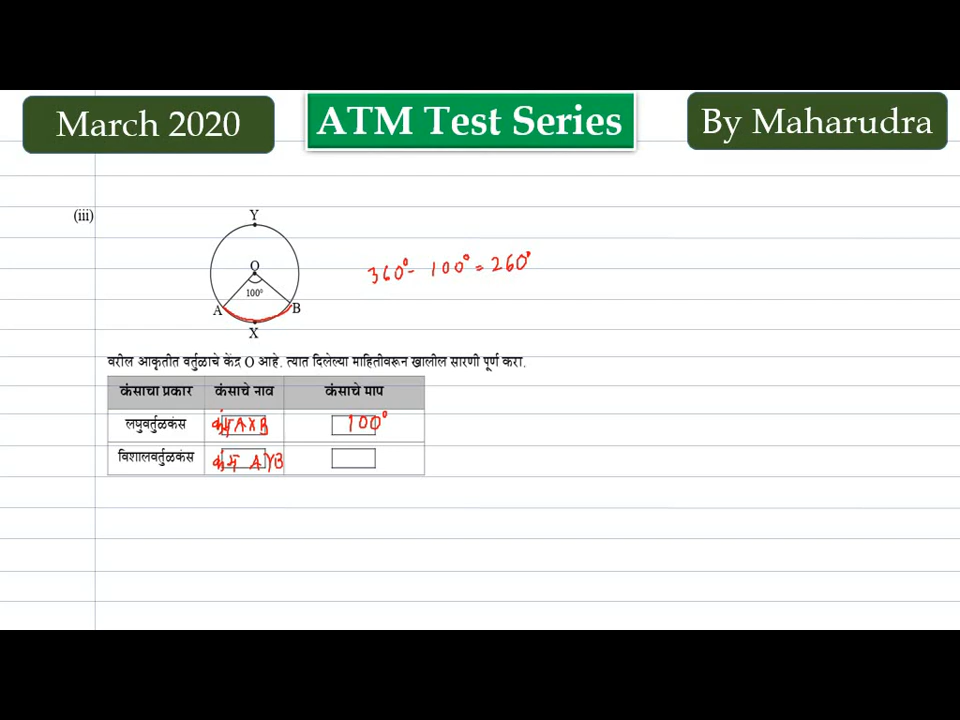 March 2020
ATM Test Series
By Maharudra
(iii)
Y
O
100°
A
B
X
360° - 100° = 260°
वरील आकृतीत वर्तुळाचे केंद्र O आहे. त्यात दिलेल्या माहितीवरून खालील सारणी पूर्ण करा.
कंसाचा प्रकार कंसाचे नाव कंसाचे माप
लघुवर्तुळकंस कंस AXB 100°
विशालवर्तुळकंस कंस AYB